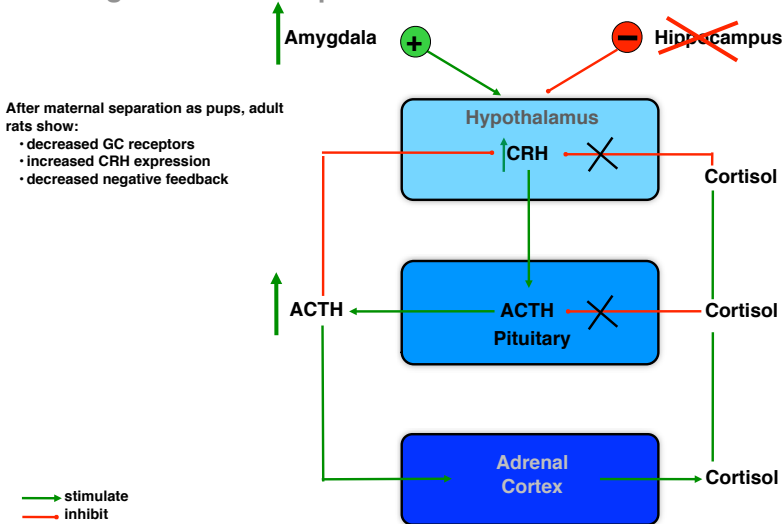 Amygdala
+
−
Hippocampus
After maternal separation as pups, adult
rats show:
• decreased GC receptors
• increased CRH expression
• decreased negative feedback
Hypothalamus
CRH
Cortisol
ACTH
ACTH
Cortisol
Pituitary
Adrenal
Cortex
Cortisol
stimulate
inhibit